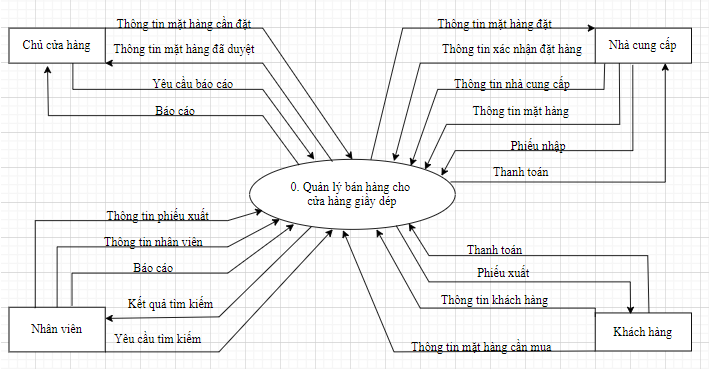 Thông tin mặt hàng cần đặt
Chủ cửa hàng
Thông tin mặt hàng đã duyệt
Yêu cầu báo cáo
Báo cáo
Thông tin mặt hàng đặt
Nhà cung cấp
Thông tin xác nhận đặt hàng
Thông tin nhà cung cấp
Thông tin mặt hàng
Phiếu nhập
Thanh toán
0. Quản lý bán hàng cho
cửa hàng giầy dép
Thông tin phiếu xuất
Thông tin nhân viên
Báo cáo
Kết quả tìm kiếm
Nhân viên
Yêu cầu tìm kiếm
Thanh toán
Phiếu xuất
Thông tin khách hàng
Khách hàng
Thông tin mặt hàng cần mua